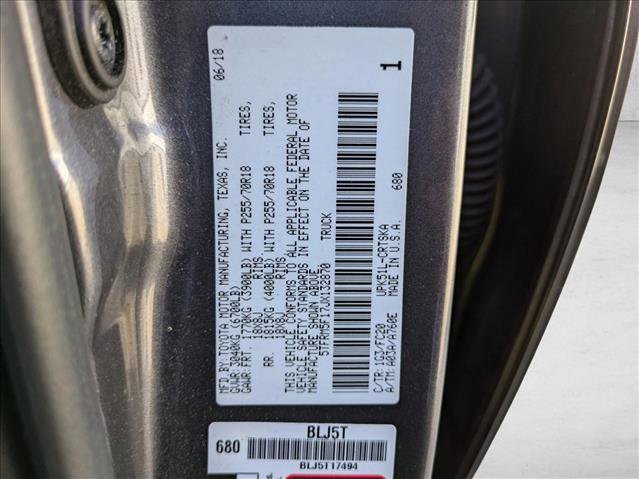 MFD.BY:TOYOTA MOTOR MANUFACTURING, TEXAS, INC. 06/18
GVWR: 3040KG (6700LB)
GAWR: FRT. 1770KG (3900LB) WITH P255/70R18 TIRES,
18X8J RIMS
RR. 1815KG (4000LB) WITH P255/70R18 TIRES,
18X8J RIMS
THIS VEHICLE CONFORMS TO ALL APPLICABLE FEDERAL MOTOR
VEHICLE SAFETY STANDARDS IN EFFECT ON THE DATE OF
MANUFACTURE SHOWN ABOVE.
5TFRM5F17JX132870 TRUCK
C/TR: 1G3/FC20 UPK51L-CRTSKA 680
A/TM: A03A/A760E MADE IN U.S.A.
1
BLJ5T
680
BLJ5T17494